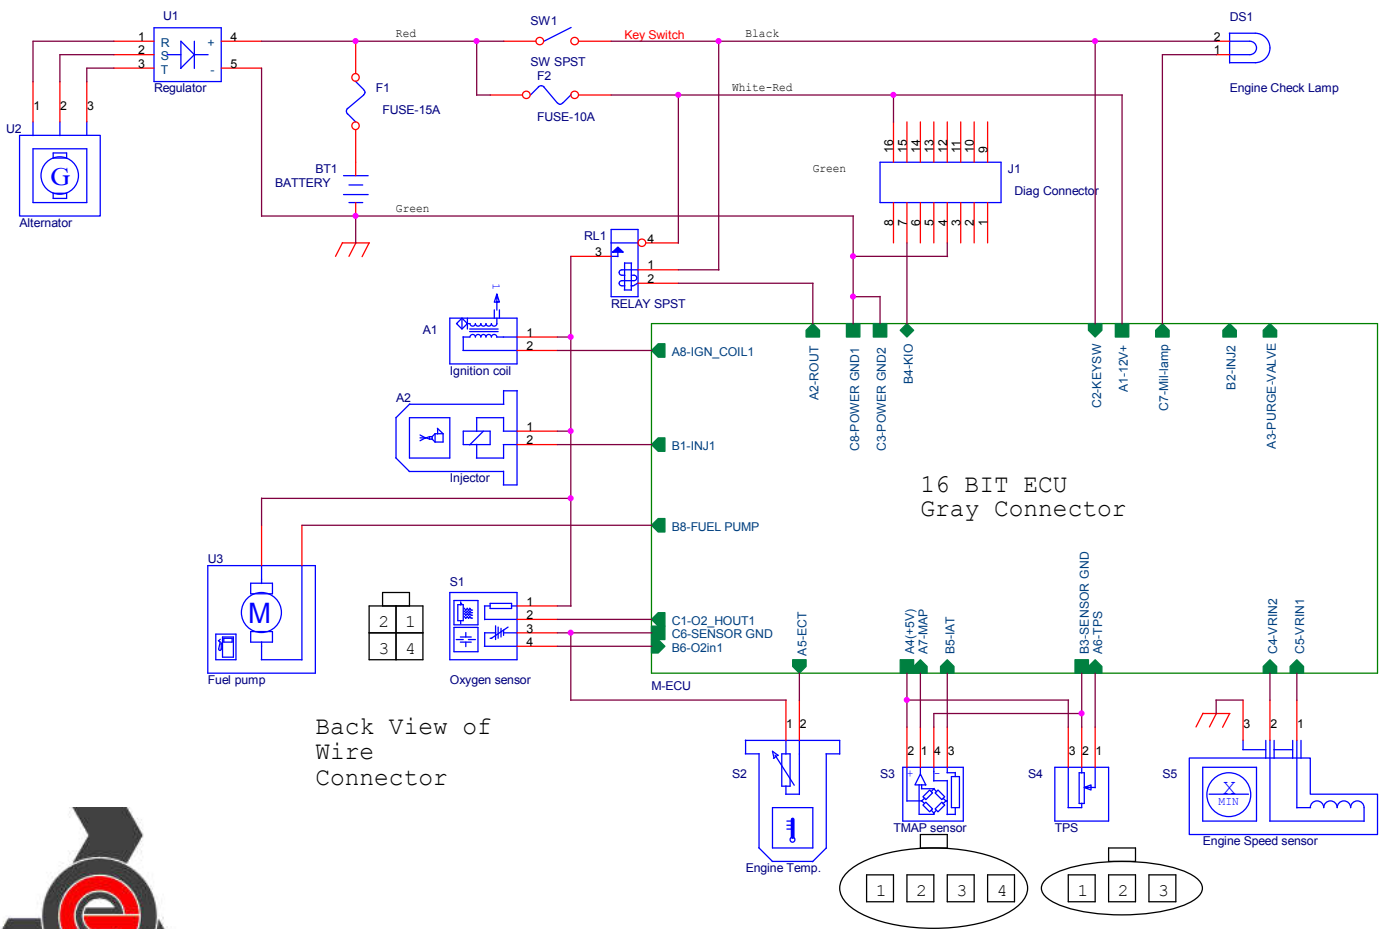 U1
SW1
DS1
1 R + 4
2 S
3 T - 5
Red
Key Switch
Black
2
1
SW SPST
F2
Regulator
F1
FUSE-15A
FUSE-10A
White-Red
Engine Check Lamp
1 2 3
U2
G
Alternator
BT1
BATTERY
Green
Green
16 15 14 13 12 11 10 9
J1
Diag Connector
8 7 6 5 4 3 2 1
RL1
4
3
1
2
RELAY SPST
1
A1
1
2
Ignition coil
A8-IGN_COIL1
A2-ROUT
C8-POWER GND1
C3-POWER GND2
B4-KIO
C2-KEYSW
A1-12V+
C7-Mil-lamp
B2-INJ2
A3-PURGE-VALVE
A2
1
2
Injector
B1-INJ1
16 BIT ECU
Gray Connector
B8-FUEL PUMP
U3
M
Fuel pump
2 1
3 4
S1
1
2
3
4
Oxygen sensor
C1-O2_HOUT1
C6-SENSOR GND
B6-O2in1
M-ECU
A5-ECT
A4(+5V)
A7-MAP
B5-IAT
B3-SENSOR GND
A6-TPS
C4-VRIN2
C5-VRIN1
Back View of
Wire
Connector
1 2
S2
Engine Temp.
2 1 4 3
S3
+ -
TMAP sensor
3 2 1
S4
TPS
3 2 1
S5
X
MIN
Engine Speed sensor
1 2 3 4
1 2 3
e